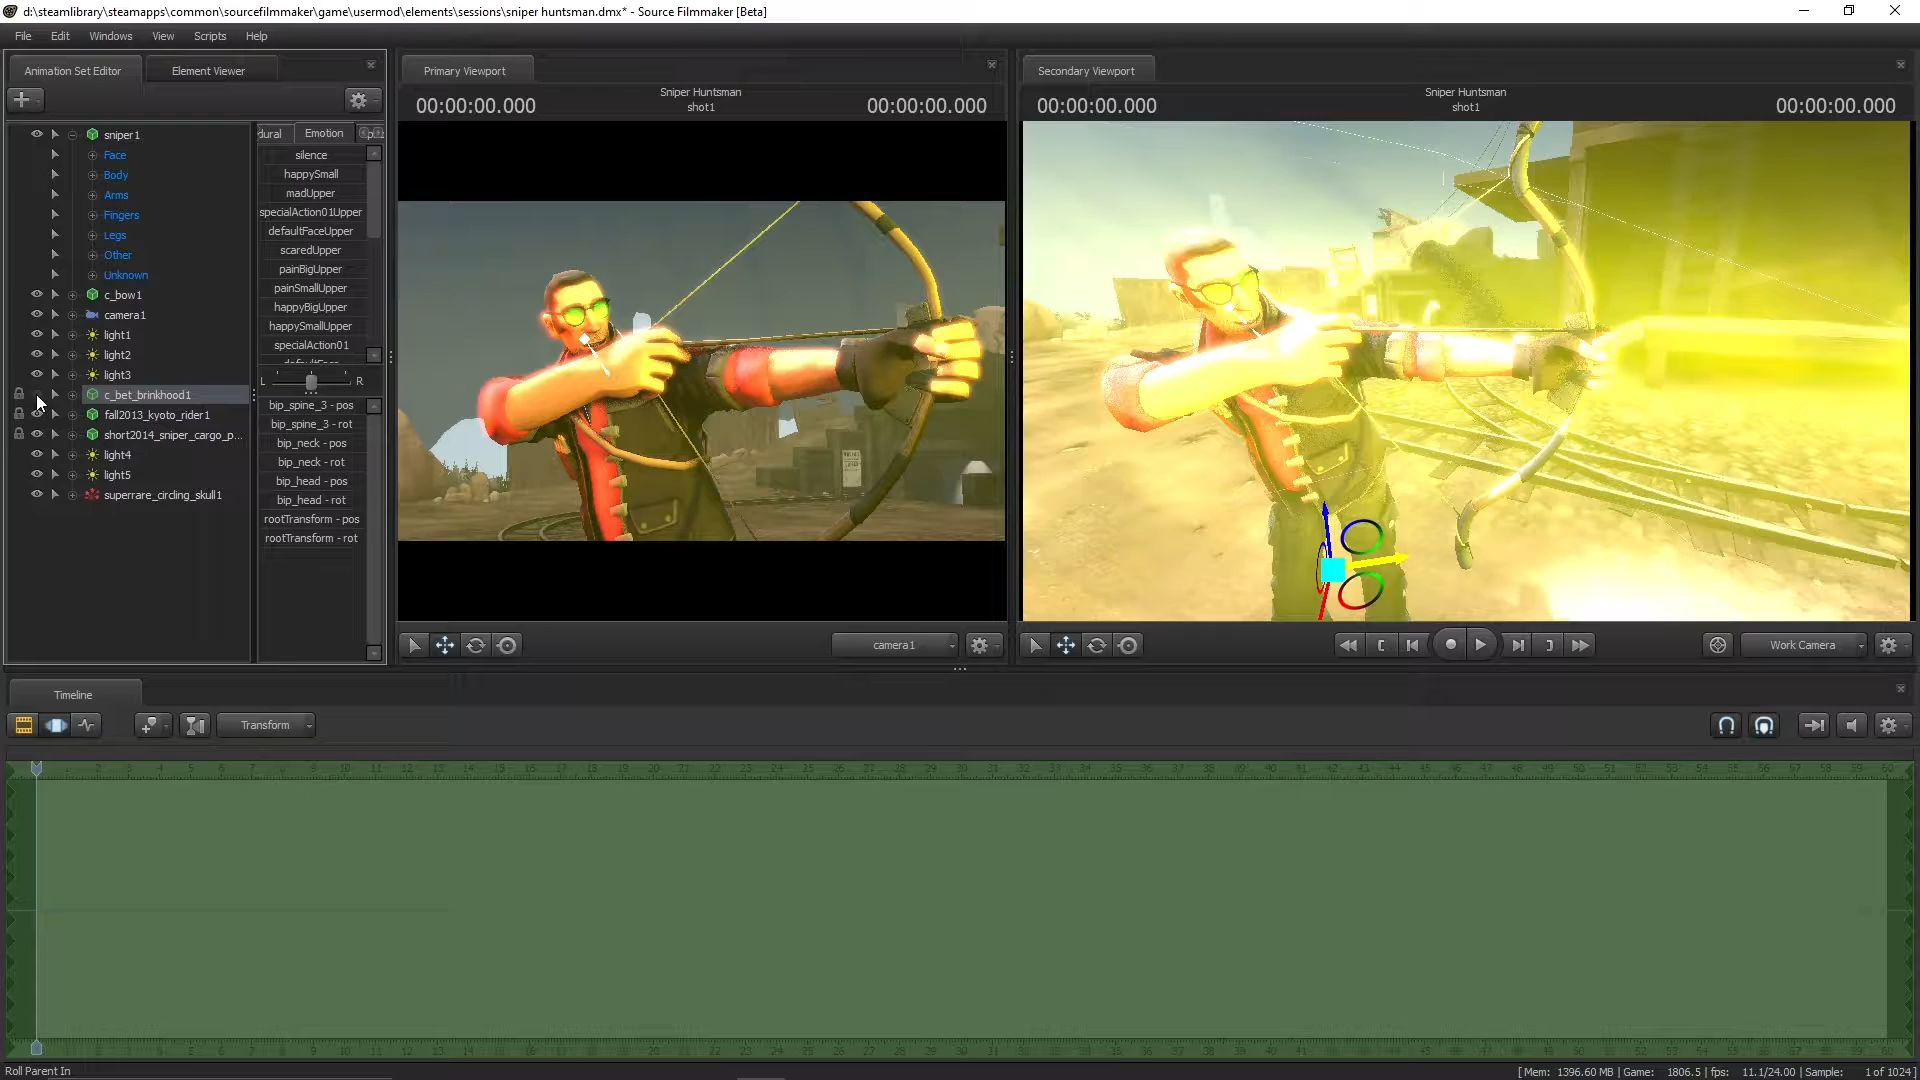 d:\steamlibrary\steamapps\common\sourcefilmmaker\game\usermod\elements\sessions\sniper huntsman.dmx* - Source Filmmaker [Beta]
File Edit Windows View Scripts Help
Animation Set Editor
Element Viewer
sniper1
Face
Body
Arms
Fingers
Legs
Other
Unknown
c_bow1
camera1
light1
light2
light3
c_bet_brinkhood1
fall2013_kyoto_rider1
short2014_sniper_cargo_p...
light4
light5
superrare_circling_skull1
dural
Emotion
silence
happySmall
madUpper
specialAction01Upper
defaultFaceUpper
scaredUpper
painBigUpper
painSmallUpper
happyBigUpper
happySmallUpper
specialAction01
L R
bip_spine_3 - pos
bip_spine_3 - rot
bip_neck - pos
bip_neck - rot
bip_head - pos
bip_head - rot
rootTransform - pos
rootTransform - rot
Primary Viewport
00:00:00.000
Sniper Huntsman
shot1
00:00:00.000
camera1
Secondary Viewport
00:00:00.000
Sniper Huntsman
shot1
00:00:00.000
Work Camera
Timeline
Transform
Roll Parent In
[ Mem: 1396.60 MB | Game: 1806.5 | fps: 11.1/24.00 | Sample: 1 of 1024 ]